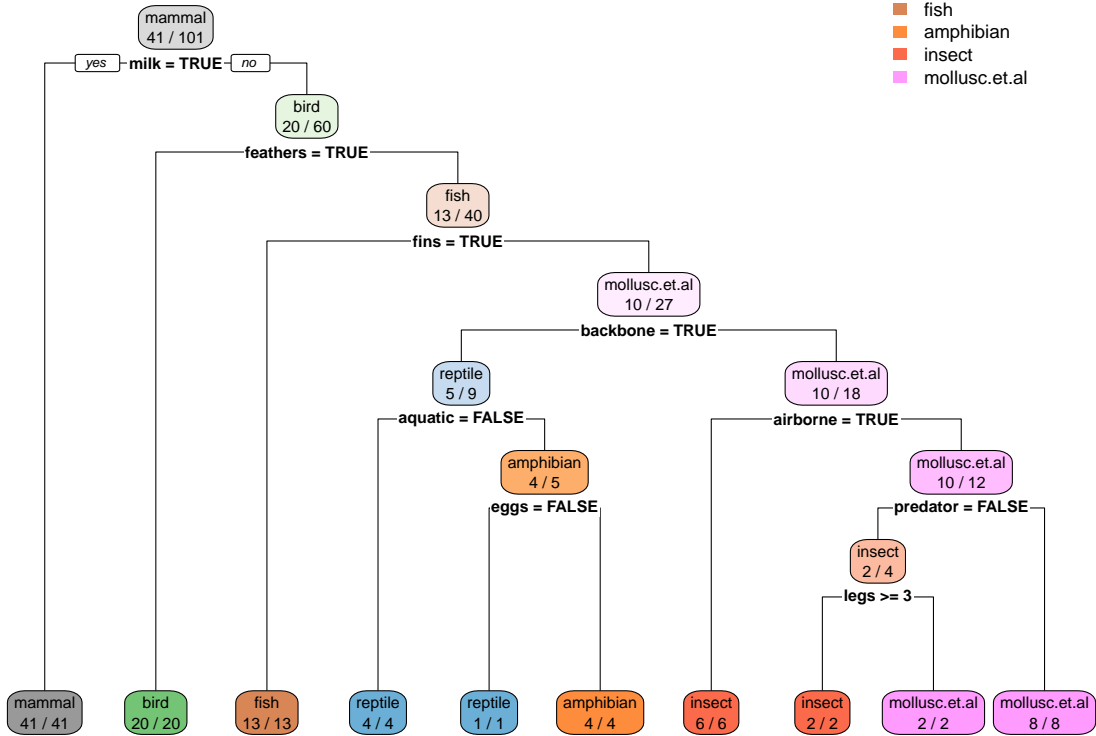 mammal
41 / 101
yes milk = TRUE no
fish
amphibian
insect
mollusc.et.al
bird
20 / 60
feathers = TRUE
fish
13 / 40
fins = TRUE
mollusc.et.al
10 / 27
backbone = TRUE
reptile
5 / 9
mollusc.et.al
10 / 18
aquatic = FALSE
airborne = TRUE
amphibian
4 / 5
mollusc.et.al
10 / 12
eggs = FALSE
predator = FALSE
insect
2 / 4
legs >= 3
mammal
41 / 41
bird
20 / 20
fish
13 / 13
reptile
4 / 4
reptile
1 / 1
amphibian
4 / 4
insect
6 / 6
insect
2 / 2
mollusc.et.al
2 / 2
mollusc.et.al
8 / 8